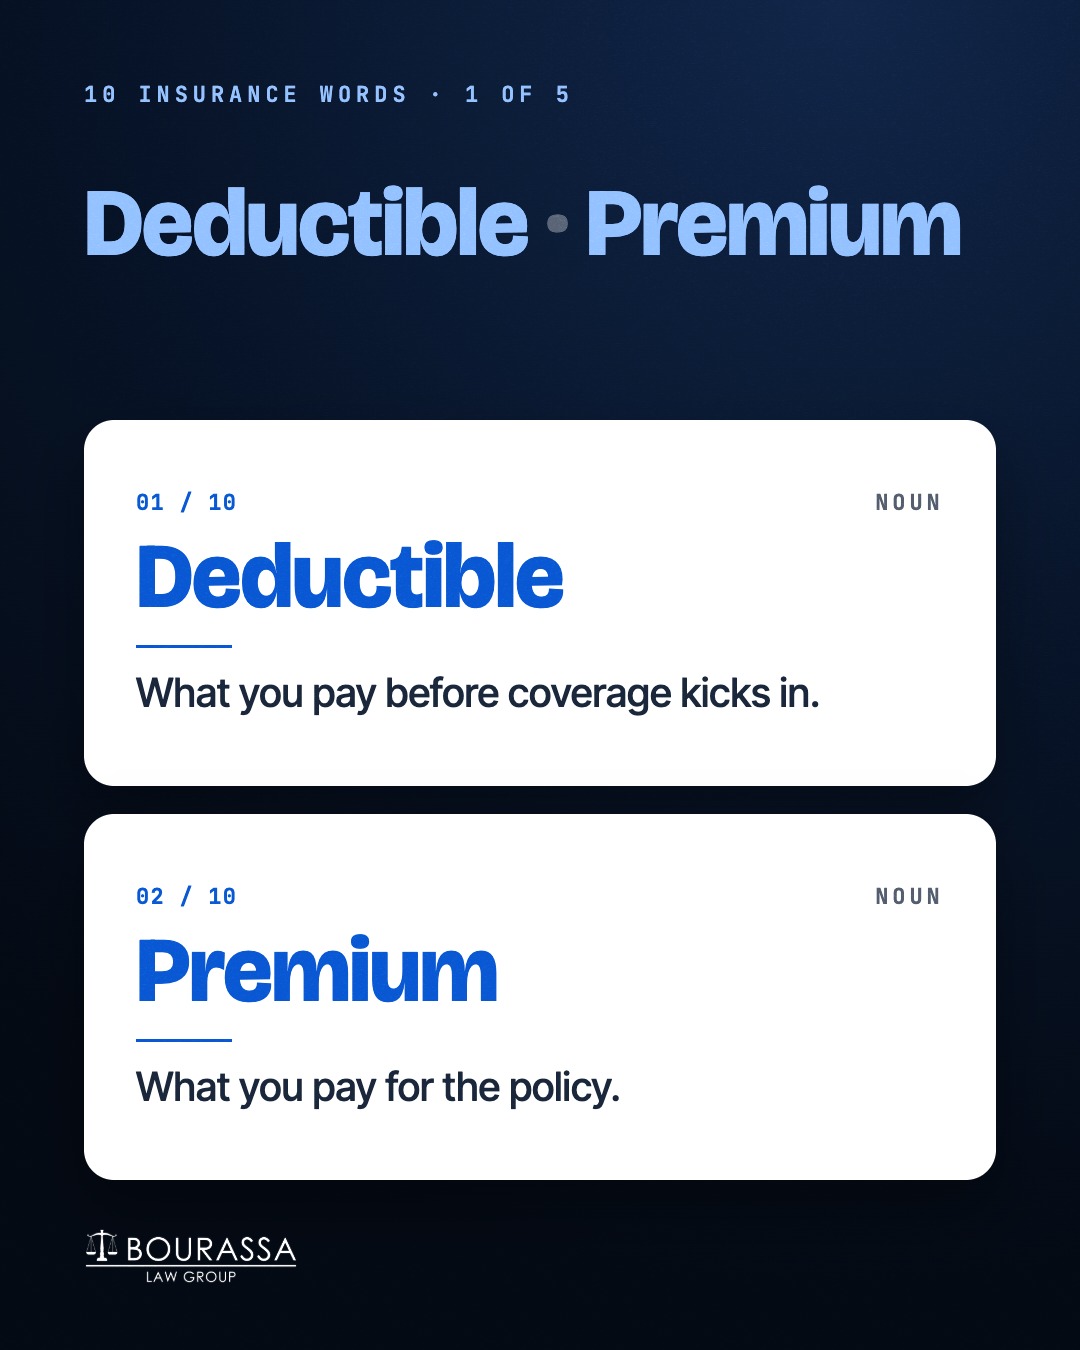 10 INSURANCE WORDS · 1 OF 5
Deductible · Premium
01 / 10
NOUN
Deductible
What you pay before coverage kicks in.
02 / 10
NOUN
Premium
What you pay for the policy.
BOURASSA
LAW GROUP